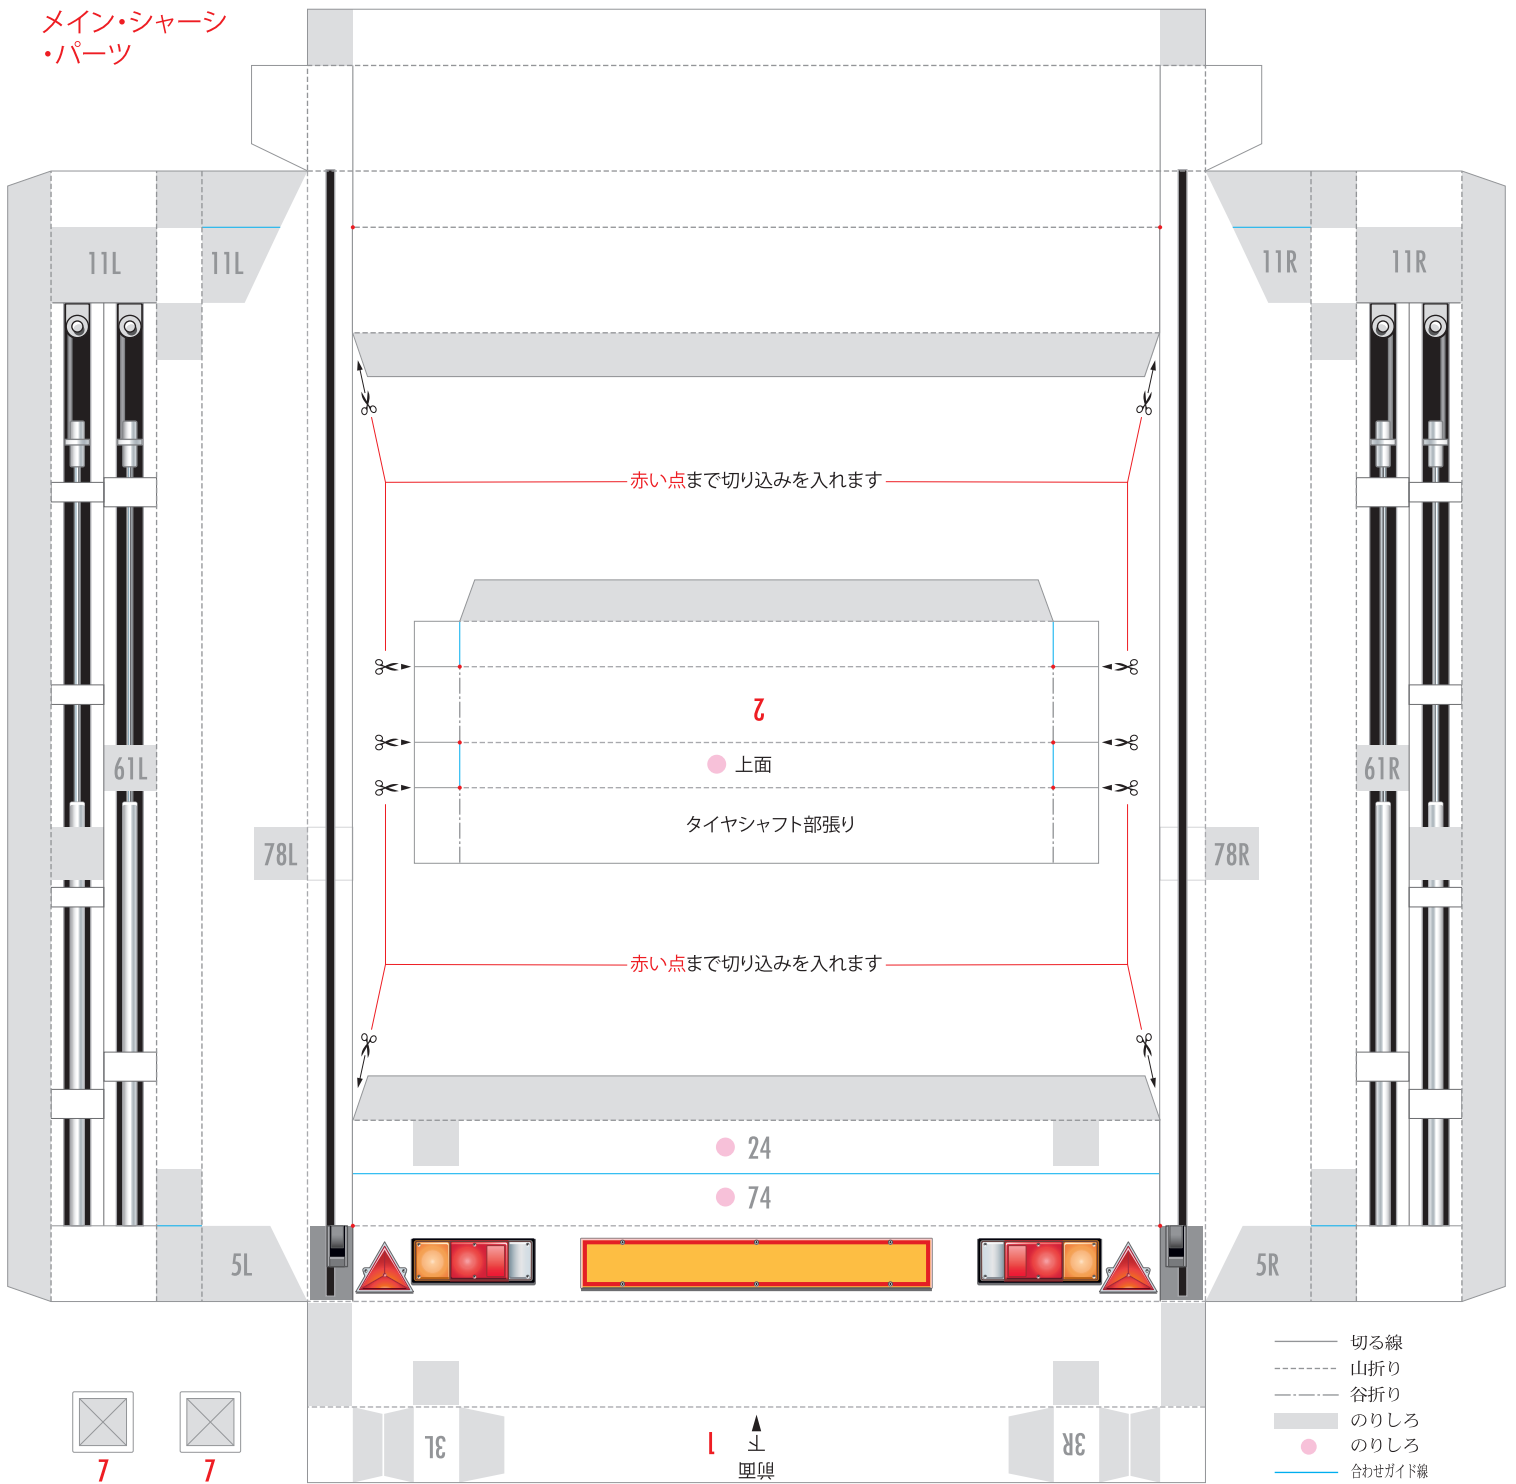 メイン・シャーシ
・パーツ
11L
11L
11R
11R
赤い点まで切り込みを入れます
2
上面
タイヤシャフト部張り
61L
61R
78L
78R
赤い点まで切り込みを入れます
24
74
5L
5R
3L
1
下
前面
3R
7
7
切る線
山折り
谷折り
のりしろ
のりしろ
合わせガイド線